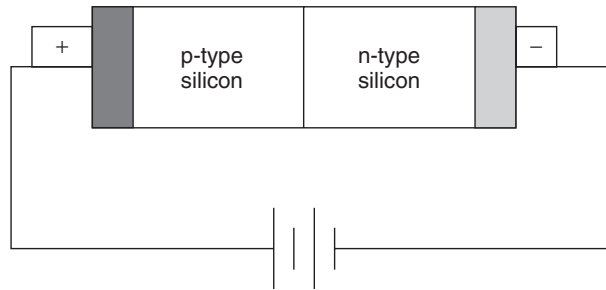 +
p-type
silicon
n-type
silicon
−